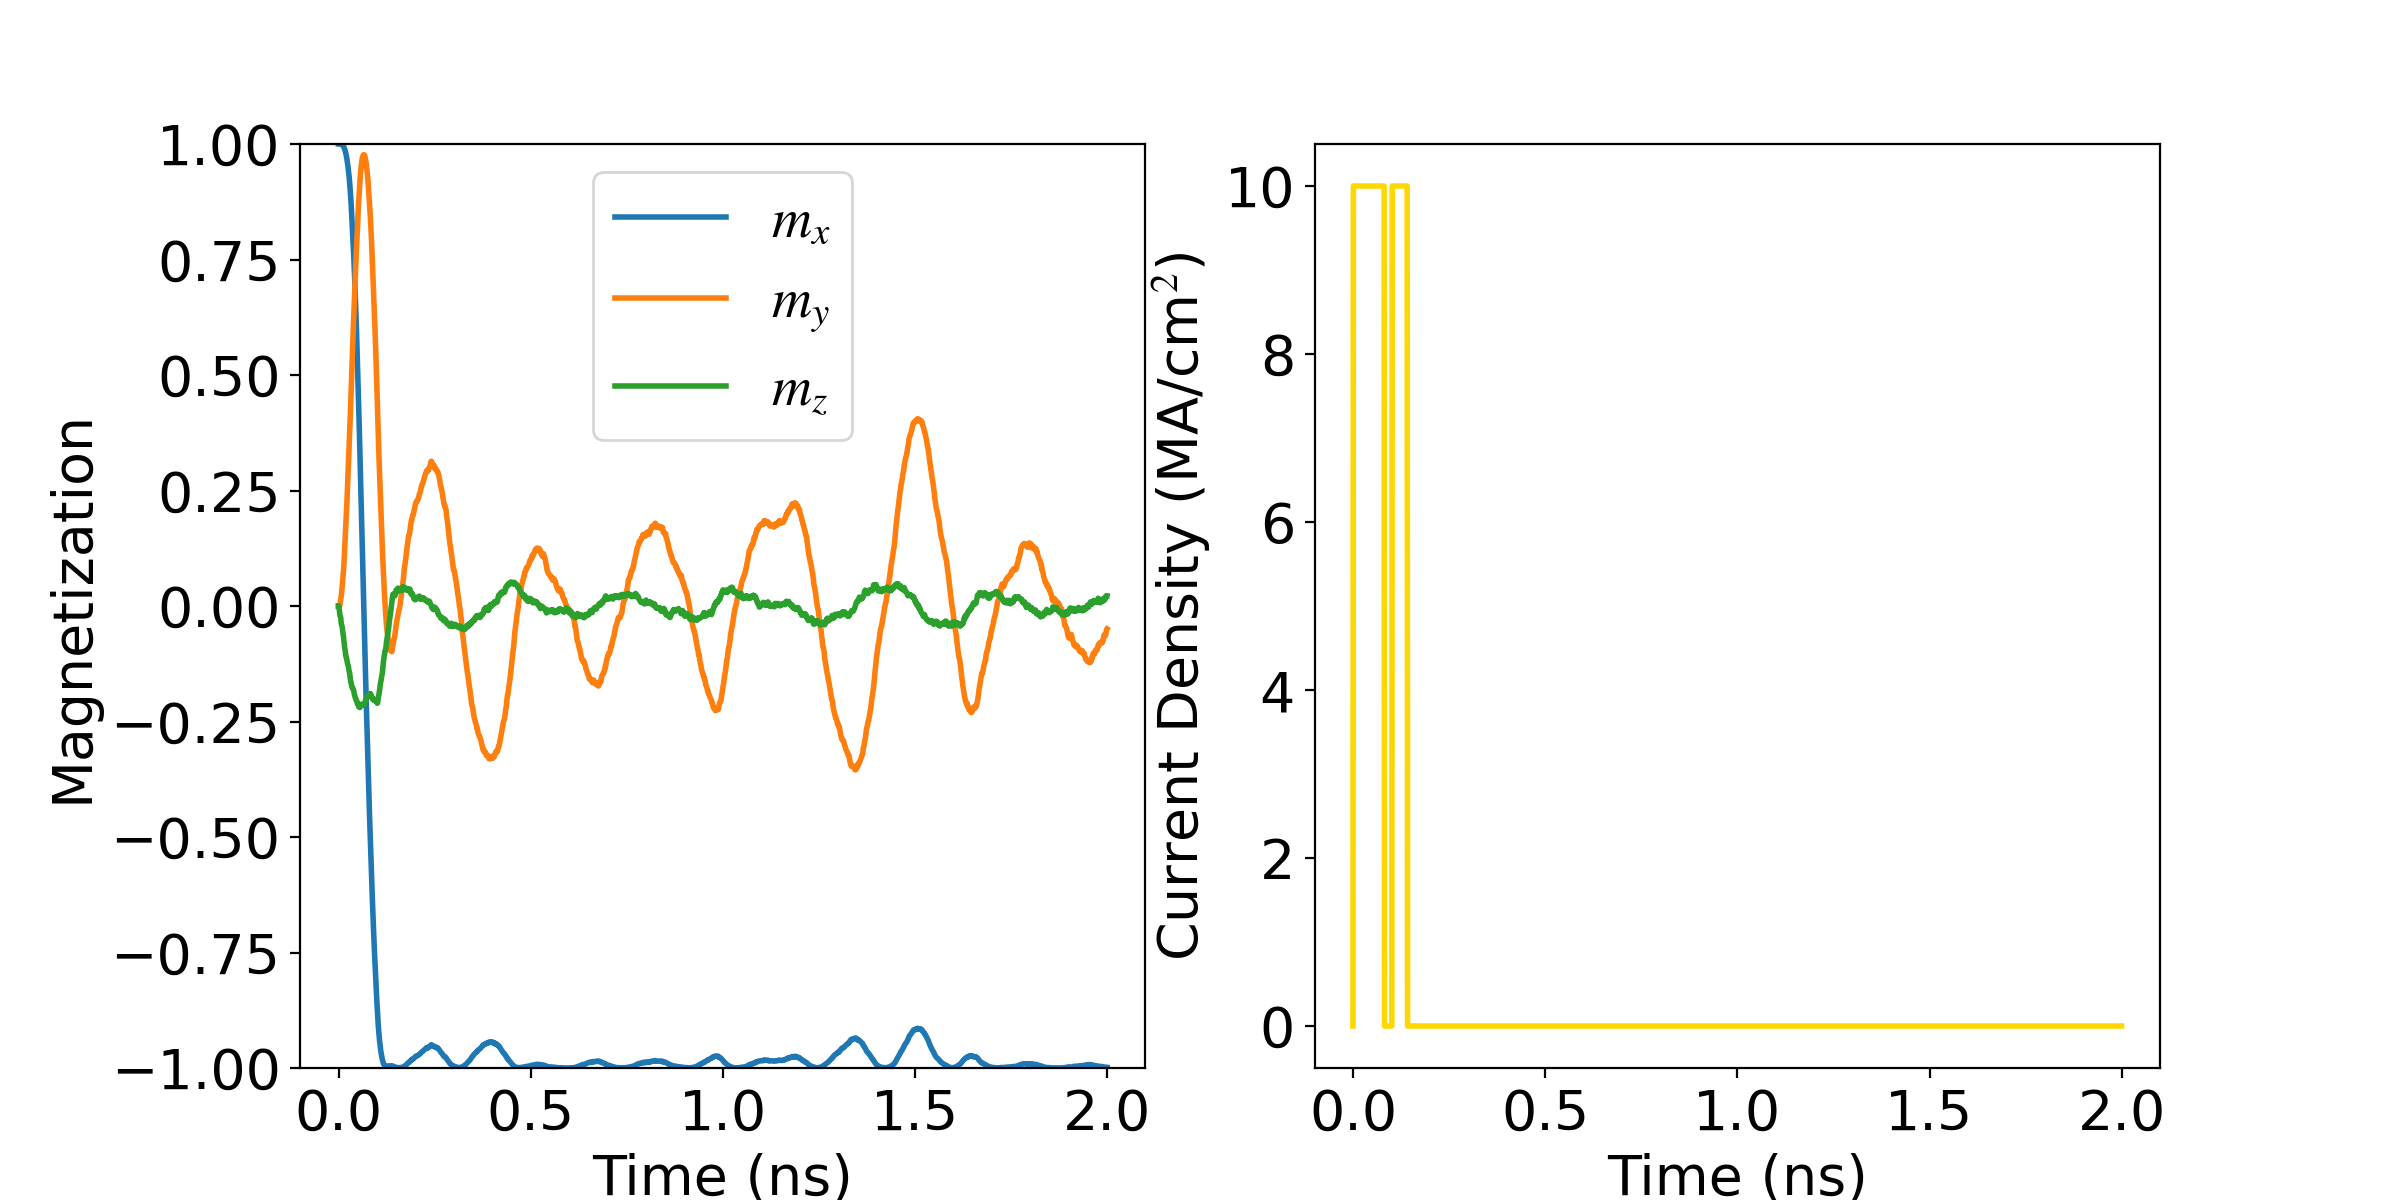 Magnetization
1.00
0.75
0.50
0.25
0.00
−0.25
−0.50
−0.75
−1.00
m_x
m_y
m_z
0.0 0.5 1.0 1.5 2.0
Time (ns)
Current Density (MA/cm²)
10
8
6
4
2
0
0.0 0.5 1.0 1.5 2.0
Time (ns)